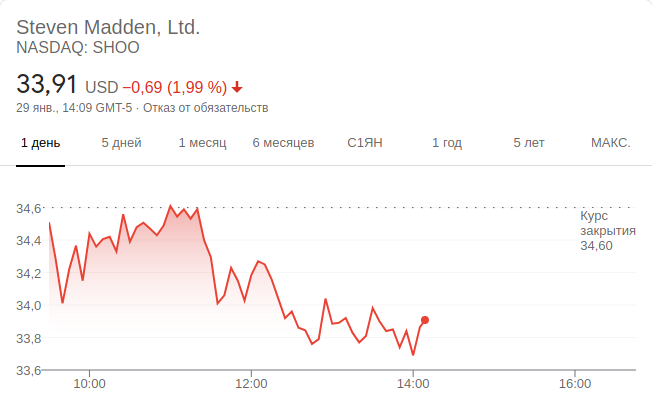 Steven Madden, Ltd.
NASDAQ: SHOO
33,91 USD −0,69 (1,99 %)
29 янв., 14:09 GMT-5 · Отказ от обязательств
1 день 5 дней 1 месяц 6 месяцев С1ЯН 1 год 5 лет МАКС.
34,6
Курс
закрытия
34,60
34,4
34,2
34,0
33,8
33,6
10:00 12:00 14:00 16:00